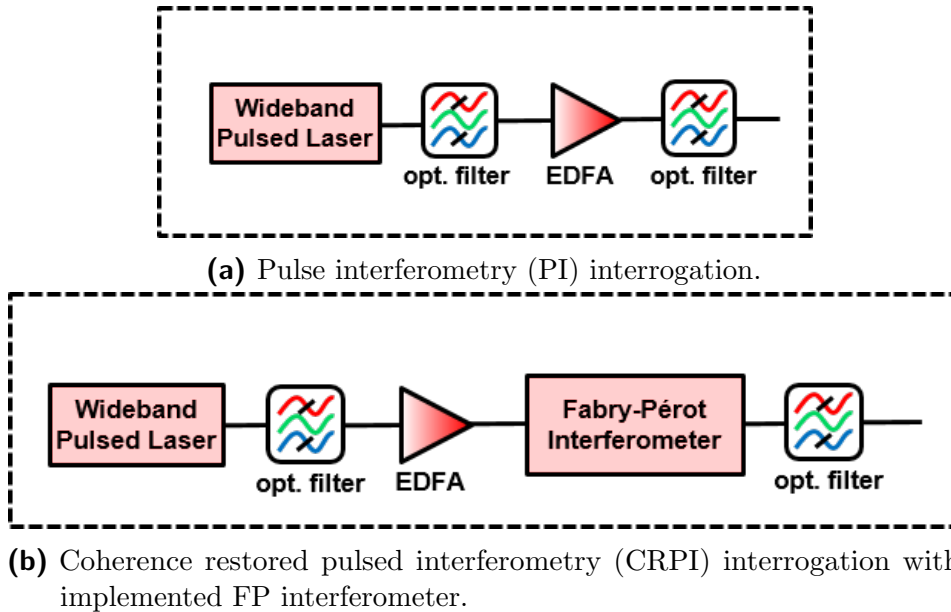 Wideband
Pulsed Laser
opt. filter
EDFA
opt. filter
(a) Pulse interferometry (PI) interrogation.
Wideband
Pulsed Laser
opt. filter
EDFA
Fabry-Pérot
Interferometer
opt. filter
(b) Coherence restored pulsed interferometry (CRPI) interrogation with
implemented FP interferometer.